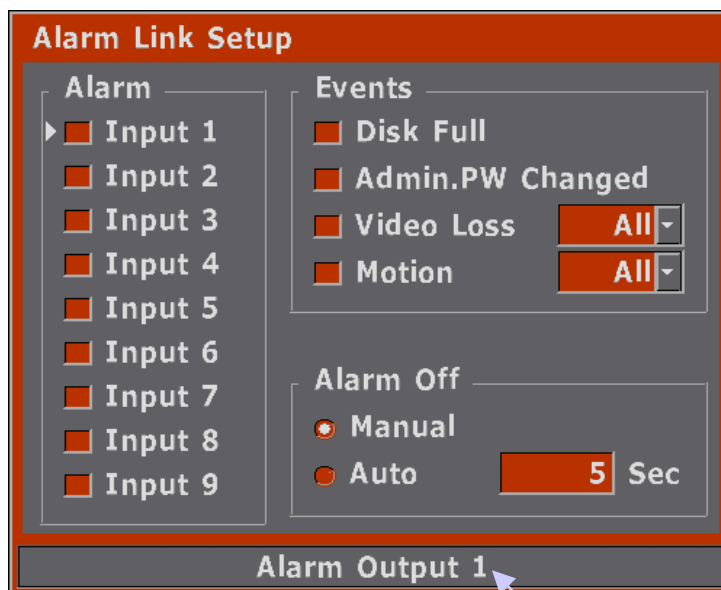 Alarm Link Setup
Alarm
Input 1
Input 2
Input 3
Input 4
Input 5
Input 6
Input 7
Input 8
Input 9
Events
Disk Full
Admin.PW Changed
Video Loss All
Motion All
Alarm Off
Manual
Auto 5 Sec
Alarm Output 1